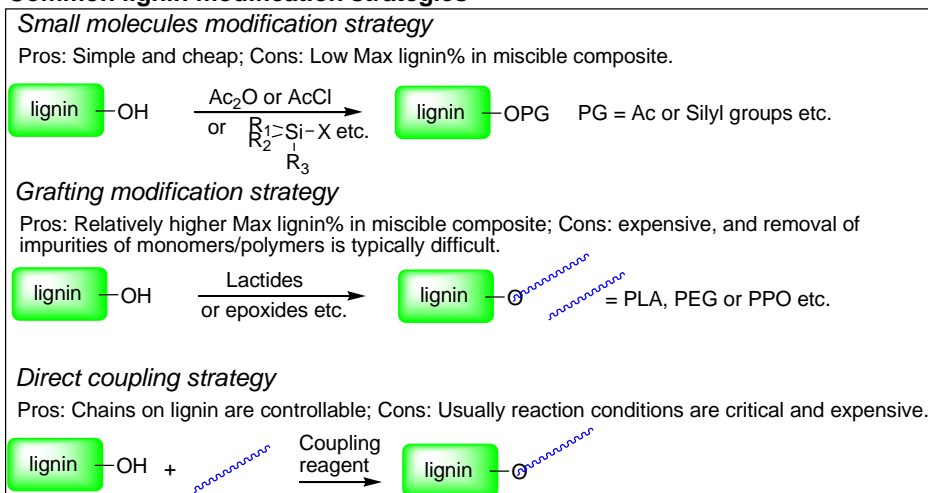 Common lignin modification strategies
Small molecules modification strategy
Pros: Simple and cheap; Cons: Low Max lignin% in miscible composite.
lignin OH Ac2O or AcCl lignin OPG PG = Ac or Silyl groups etc.
or R1 R2 Si-X etc.
R3
Grafting modification strategy
Pros: Relatively higher Max lignin% in miscible composite; Cons: expensive, and removal of
impurities of monomers/polymers is typically difficult.
lignin OH Lactides lignin O = PLA, PEG or PPO etc.
or epoxides etc.
Direct coupling strategy
Pros: Chains on lignin are controllable; Cons: Usually reaction conditions are critical and expensive.
lignin OH + Coupling lignin O
reagent